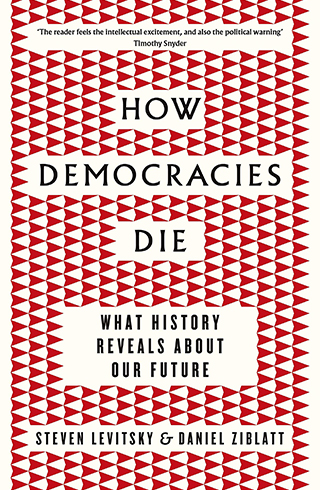 ‘The reader feels the intellectual excitement, and also the political warning’
Timothy Snyder
HOW
DEMOCRACIES
DIE
WHAT HISTORY
REVEALS ABOUT
OUR FUTURE
STEVEN LEVITSKY & DANIEL ZIBLATT